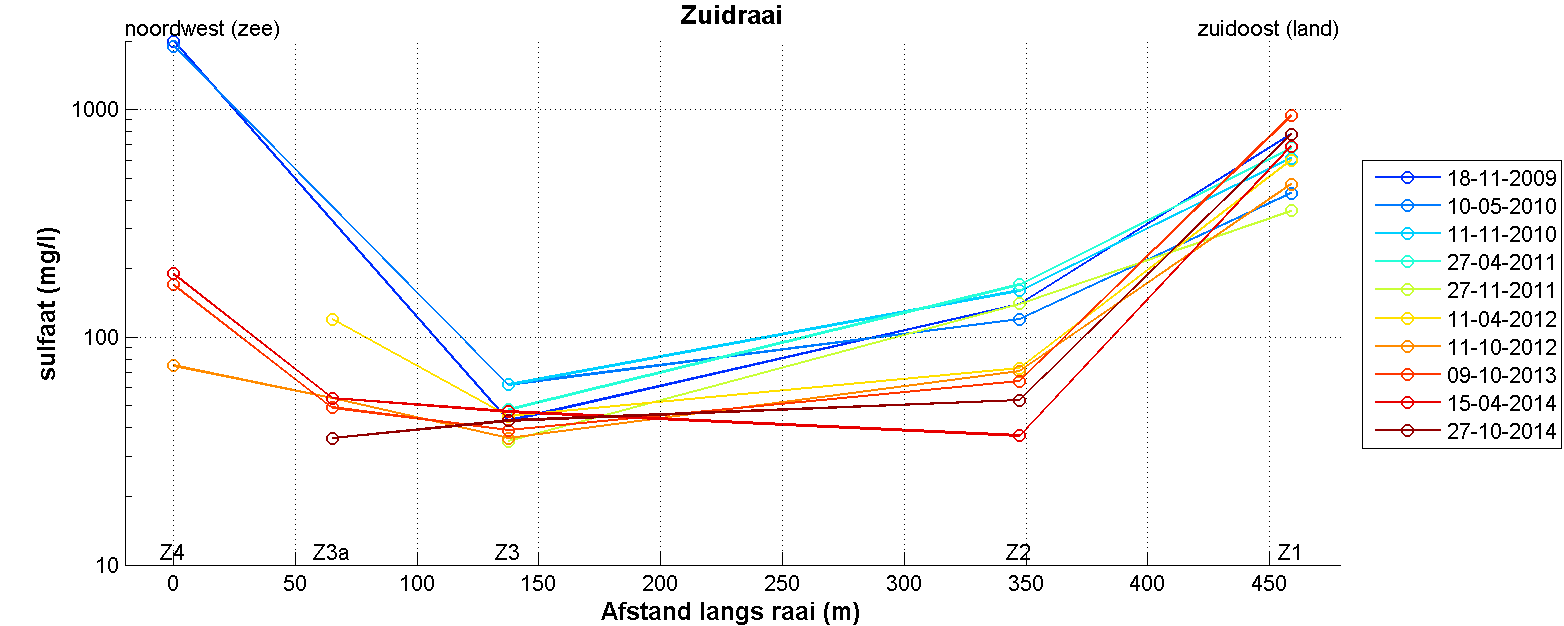 Zuidraai
noordwest (zee)
zuidoost (land)
sulfaat (mg/l)
1000
100
10
Z4
Z3a
Z3
Z2
Z1
0
50
100
150
200
250
300
350
400
450
Afstand langs raai (m)
18-11-2009
10-05-2010
11-11-2010
27-04-2011
27-11-2011
11-04-2012
11-10-2012
09-10-2013
15-04-2014
27-10-2014